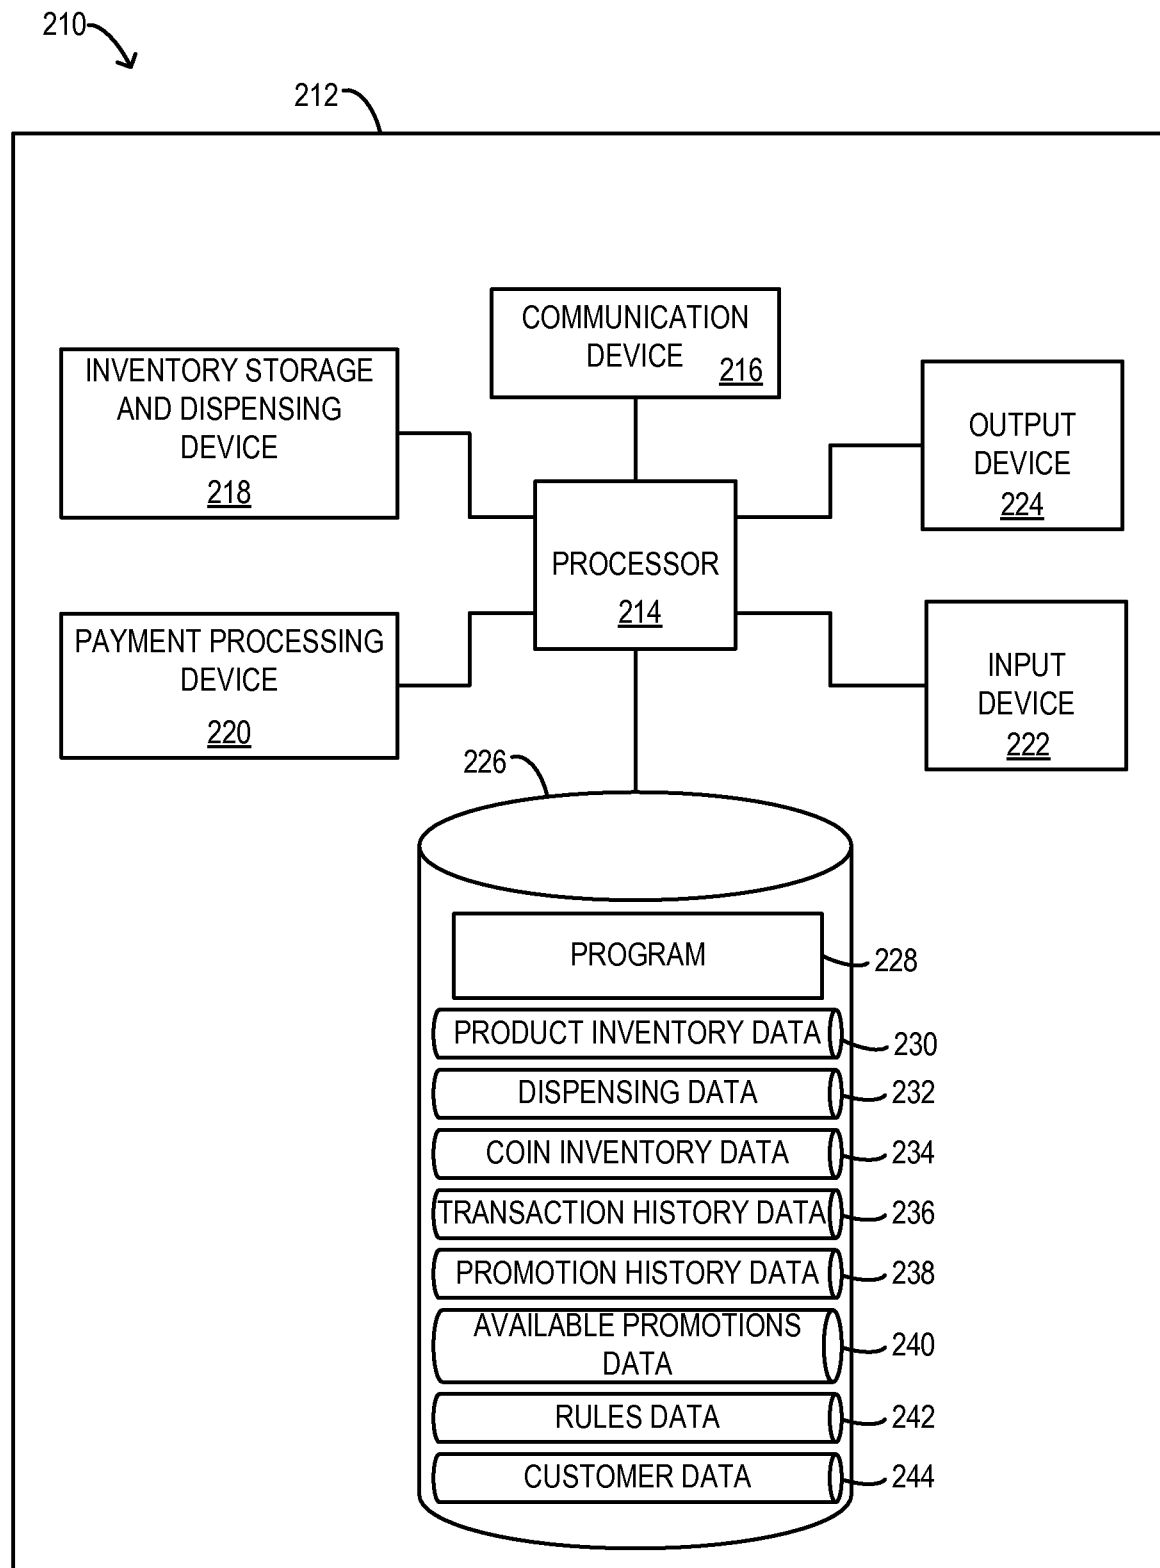 210
212
COMMUNICATION
DEVICE
216
INVENTORY STORAGE
AND DISPENSING
DEVICE
218
OUTPUT
DEVICE
224
PROCESSOR
214
PAYMENT PROCESSING
DEVICE
220
INPUT
DEVICE
222
226
PROGRAM
228
PRODUCT INVENTORY DATA
230
DISPENSING DATA
232
COIN INVENTORY DATA
234
TRANSACTION HISTORY DATA
236
PROMOTION HISTORY DATA
238
AVAILABLE PROMOTIONS
DATA
240
RULES DATA
242
CUSTOMER DATA
244